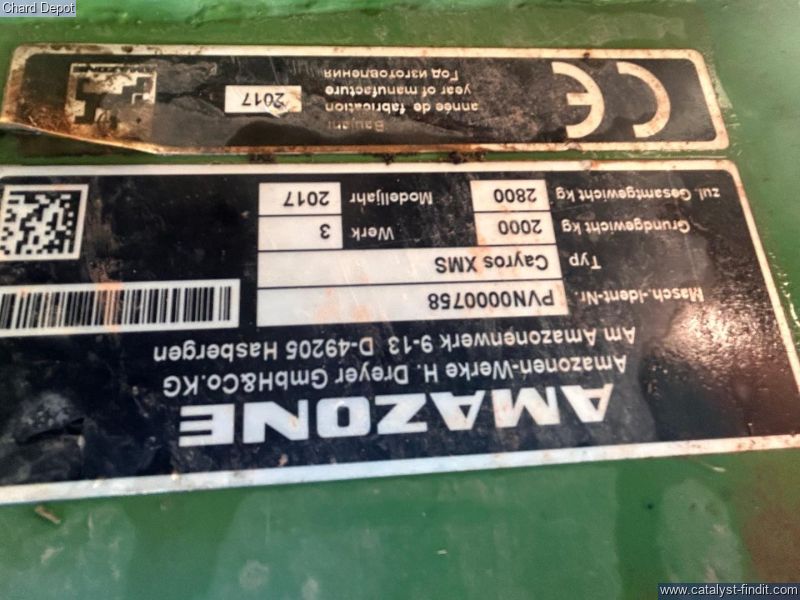 Chard Depot
AMAZONE
Amazonen-Werke H. Dreyer GmbH&Co.KG
Am Amazonenwerk 9-13 D-49205 Hasbergen
Masch.-Ident-Nr. PVN0000758
Typ Cayros XMS
Grundgewicht kg 2000 Werk 3
zul. Gesamtgewicht kg 2800 Modelljahr 2017
CE
Baujahr
année de fabrication
year of manufacture 2017
Год изготовления
www.catalyst-findit.com